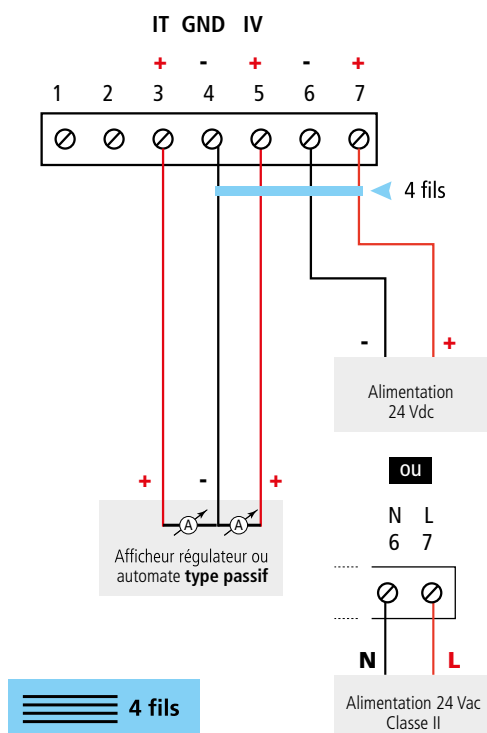 IT GND IV
+ - + - +
1 2 3 4 5 6 7
4 fils
- +
Alimentation
24 Vdc
ou
+ - +
A A
Afficheur régulateur ou
automate type passif
N L
6 7
N L
Alimentation 24 Vac
Classe II
4 fils